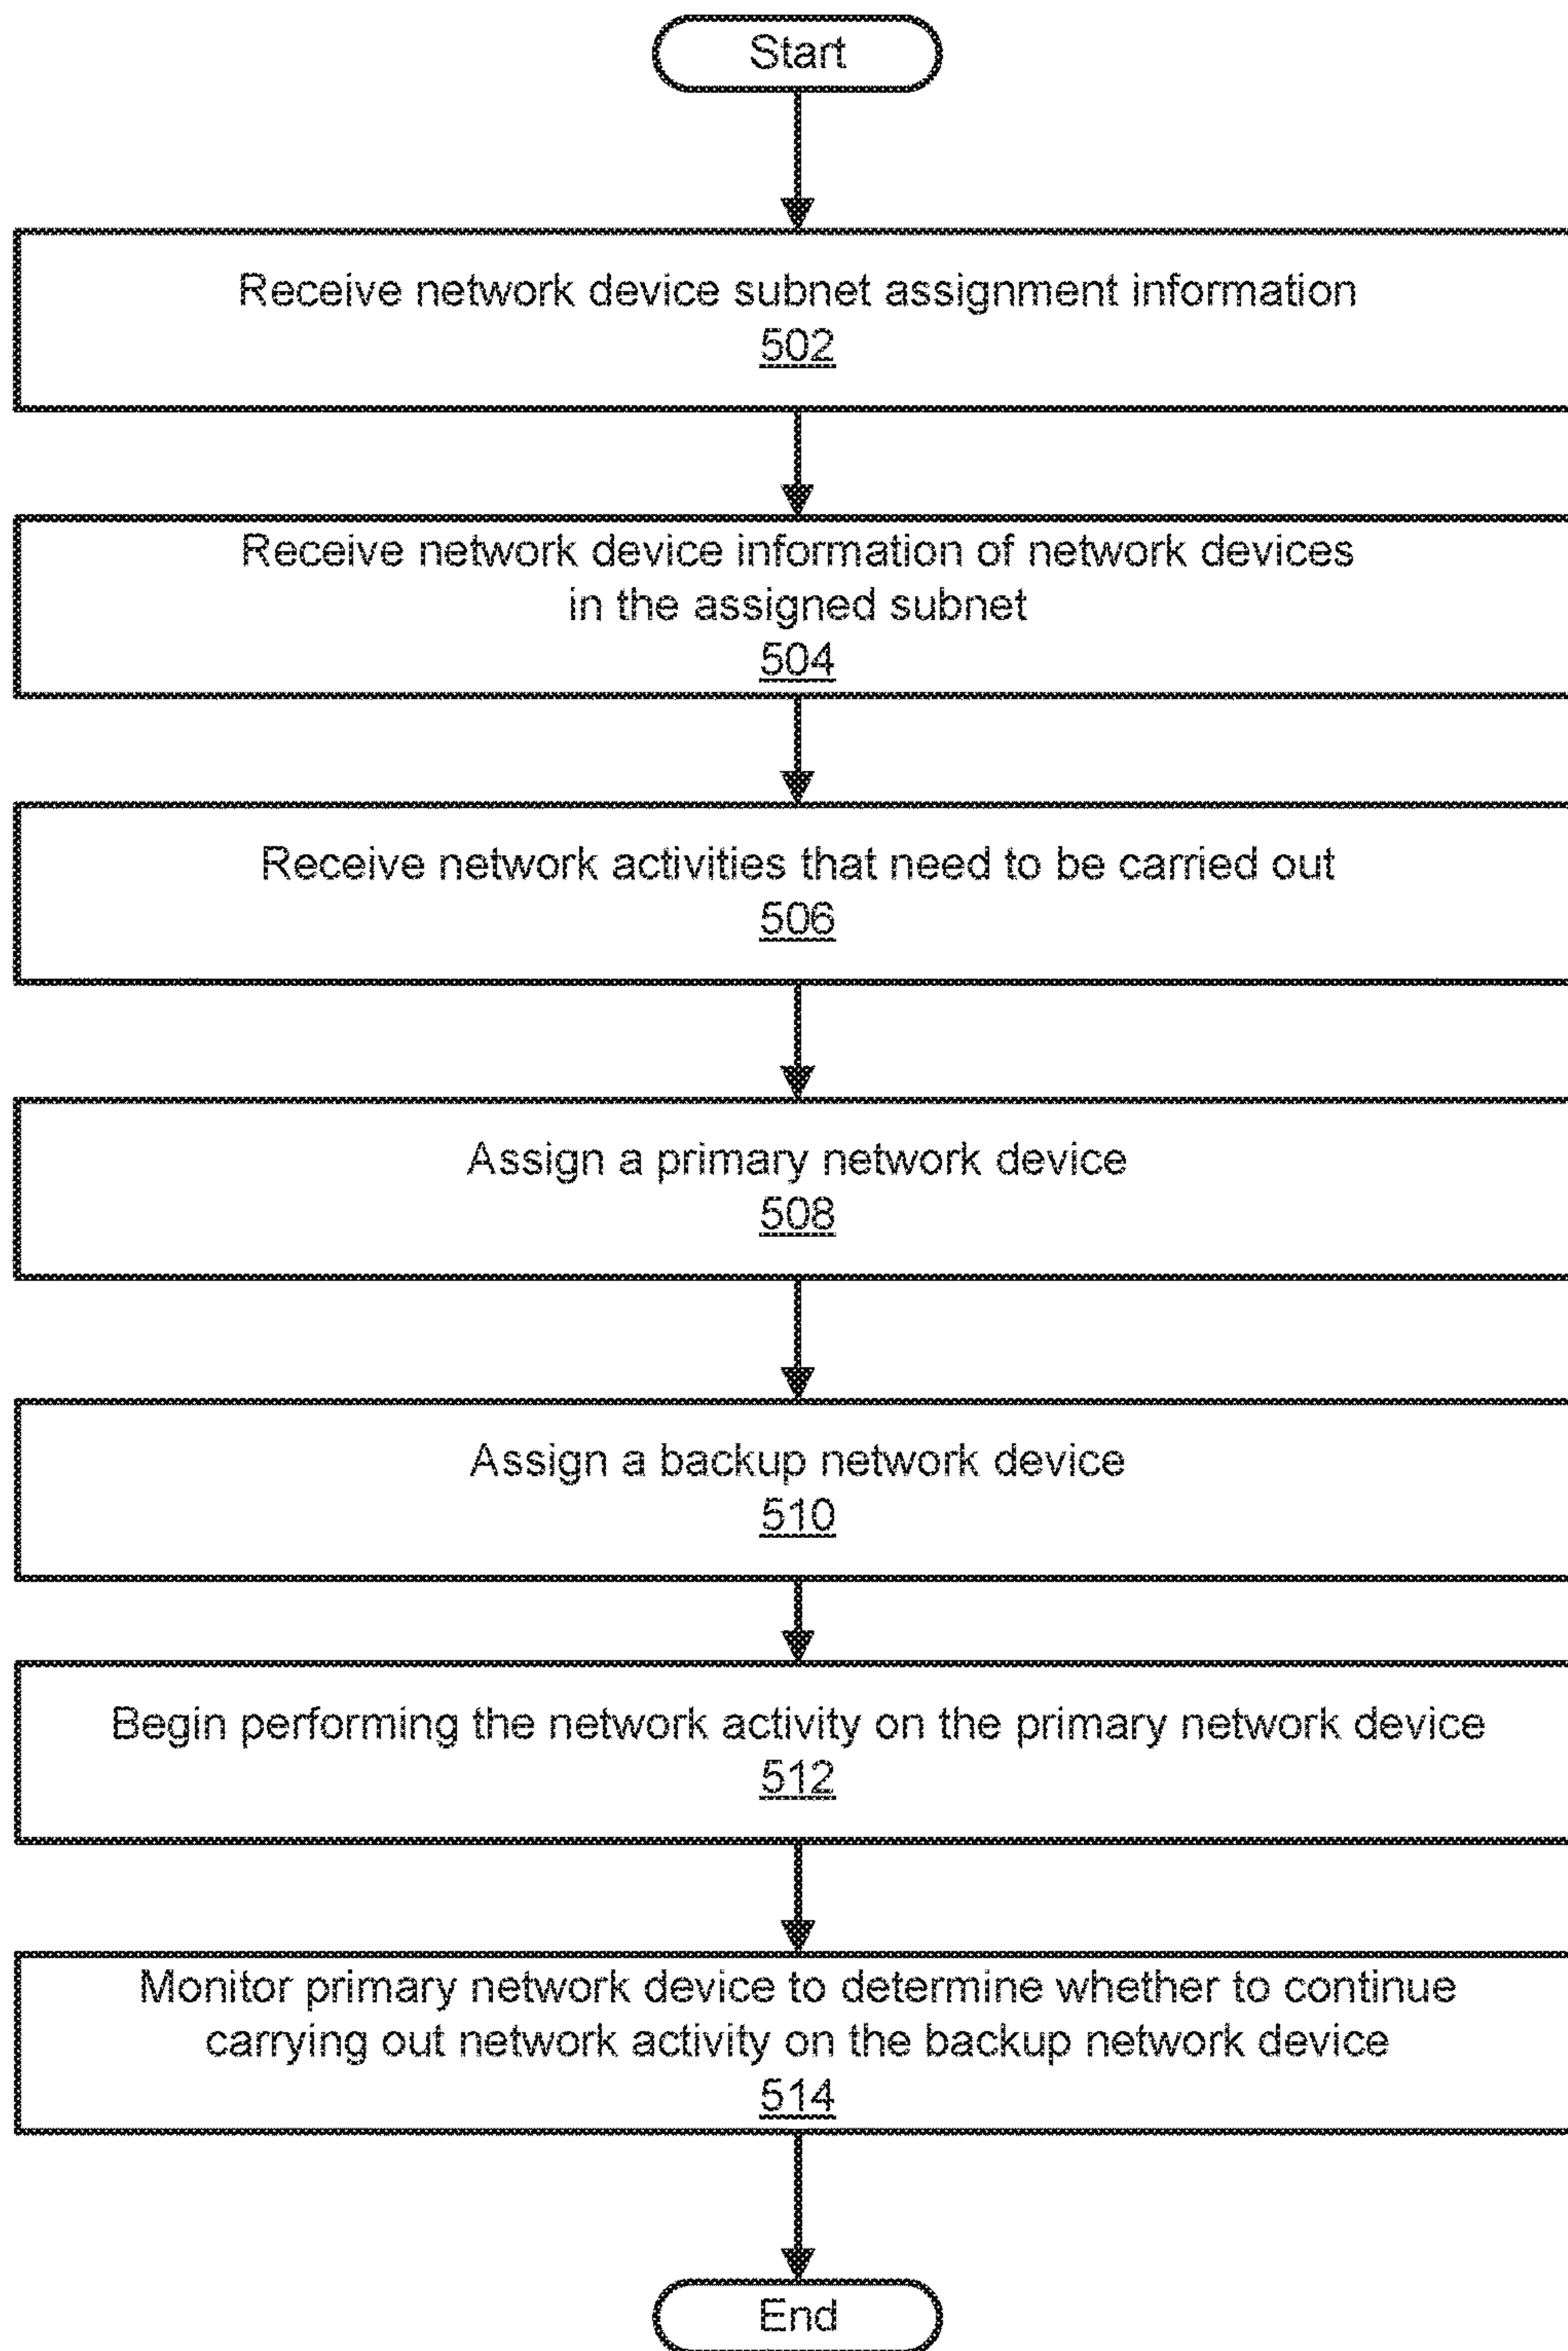 Start
Receive network device subnet assignment information
502
Receive network device information of network devices
in the assigned subnet
504
Receive network activities that need to be carried out
506
Assign a primary network device
508
Assign a backup network device
510
Begin performing the network activity on the primary network device
512
Monitor primary network device to determine whether to continue
carrying out network activity on the backup network device
514
End